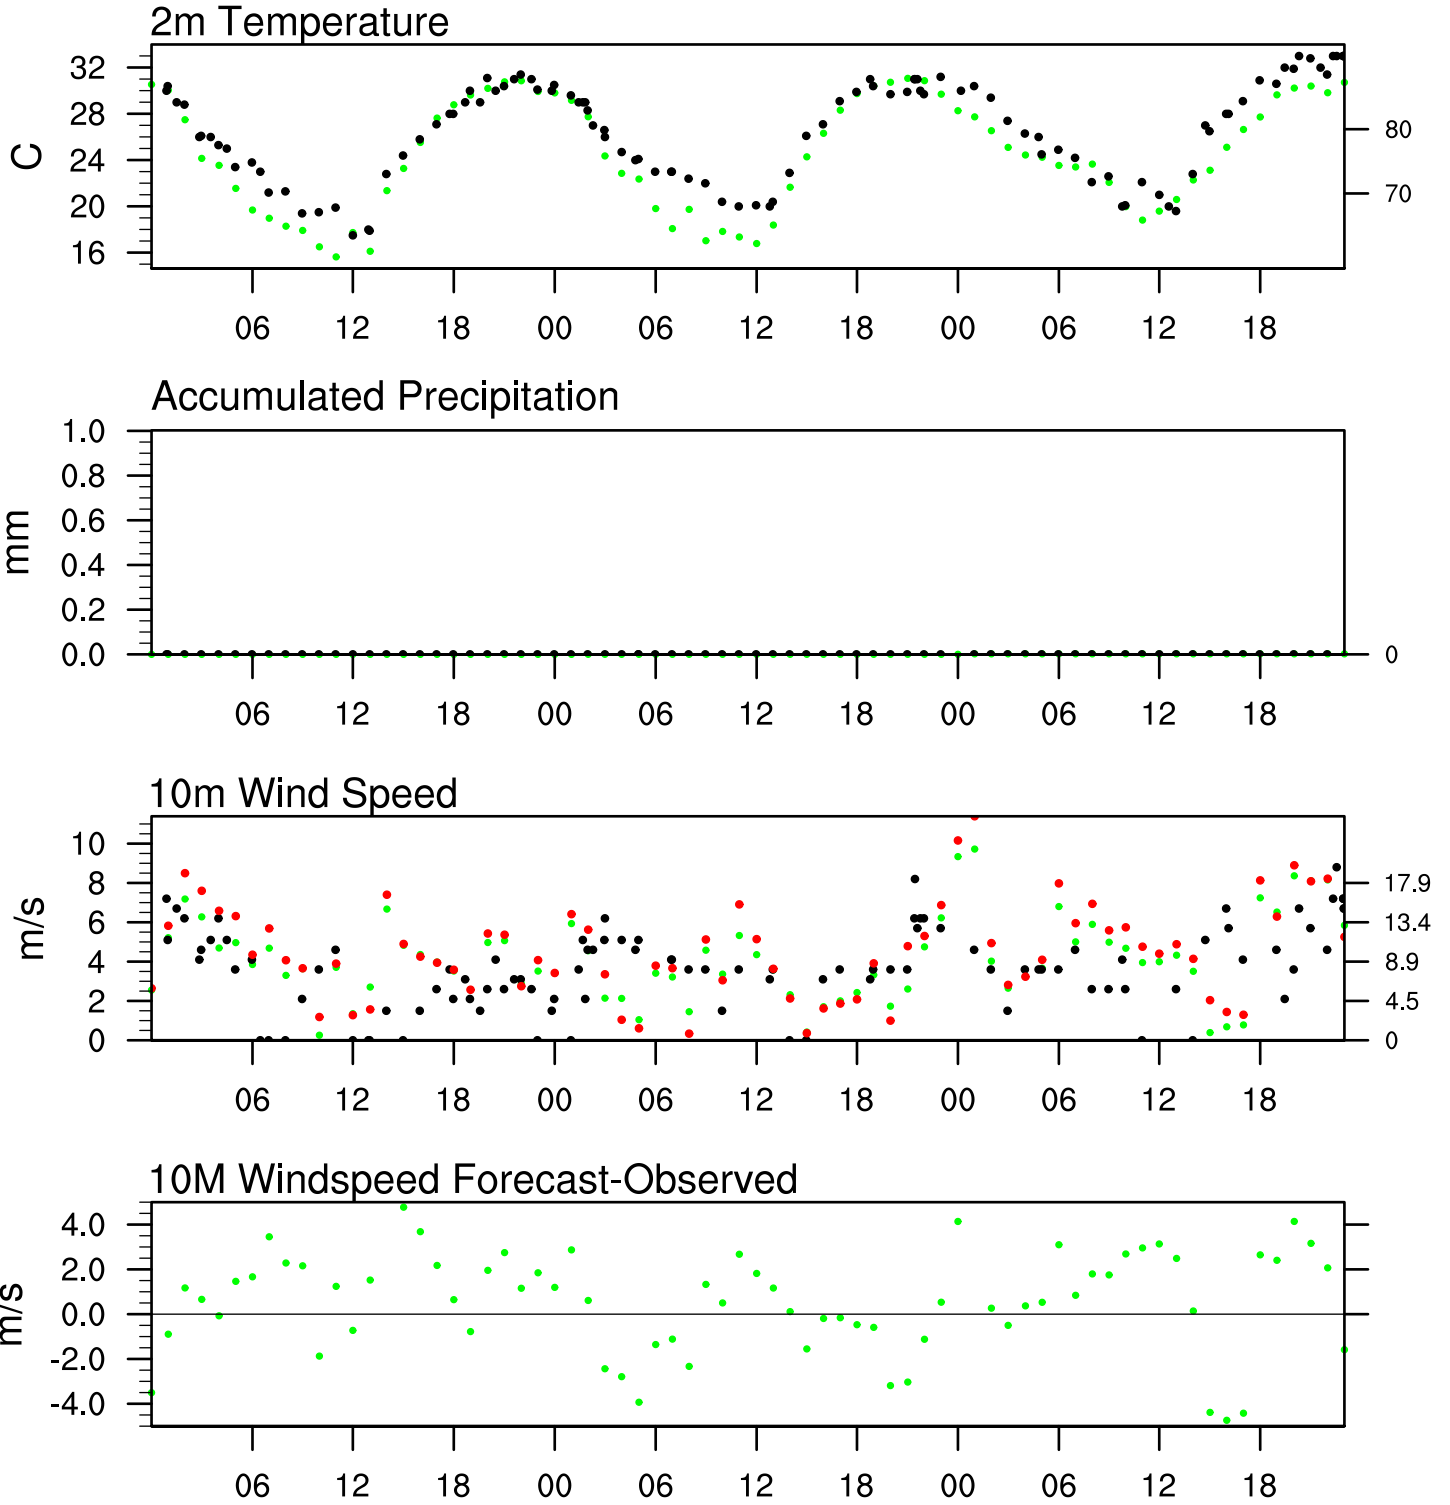 2m Temperature
32
28
24
20
16
C
80
70
06 12 18 00 06 12 18 00 06 12 18
Accumulated Precipitation
1.0
0.8
0.6
0.4
0.2
0.0
mm
0
06 12 18 00 06 12 18 00 06 12 18
10m Wind Speed
10
8
6
4
2
0
m/s
17.9
13.4
8.9
4.5
0
06 12 18 00 06 12 18 00 06 12 18
10M Windspeed Forecast-Observed
4.0
2.0
0.0
-2.0
-4.0
m/s
06 12 18 00 06 12 18 00 06 12 18